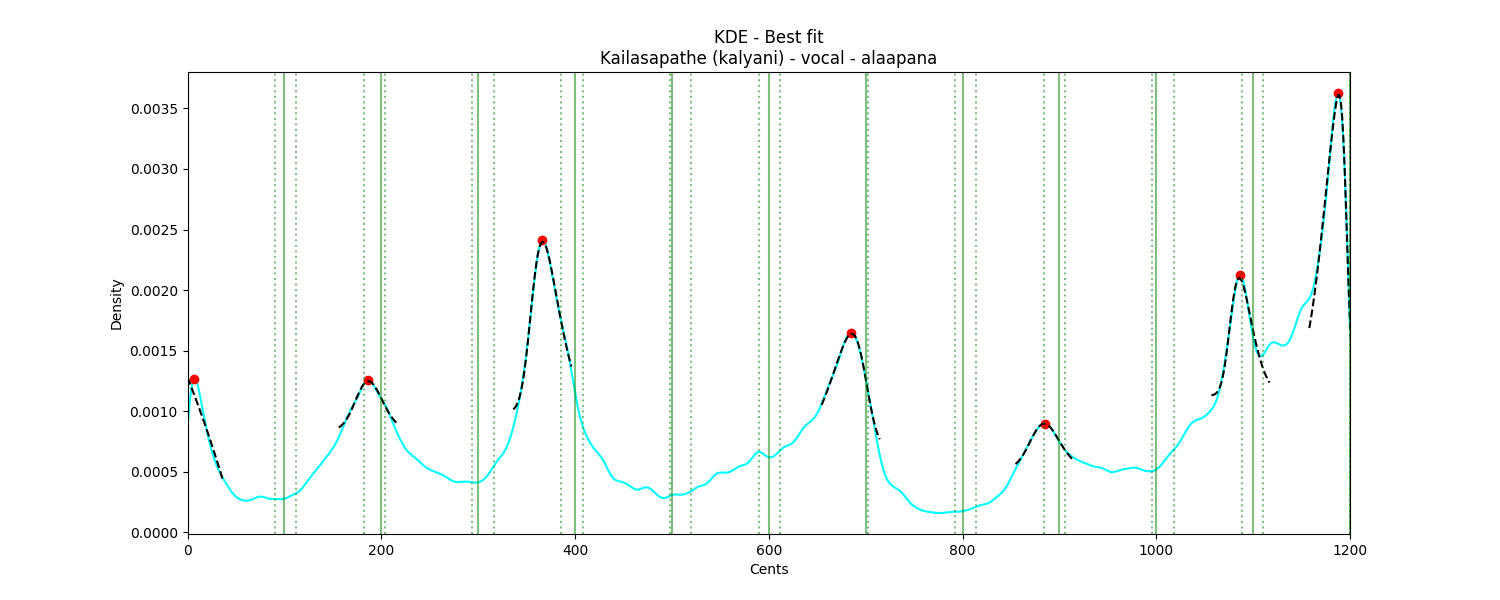 KDE - Best fit
Kailasapathe (kalyani) - vocal - alaapana
Density
0.0035
0.0030
0.0025
0.0020
0.0015
0.0010
0.0005
0.0000
0 200 400 600 800 1000 1200
Cents